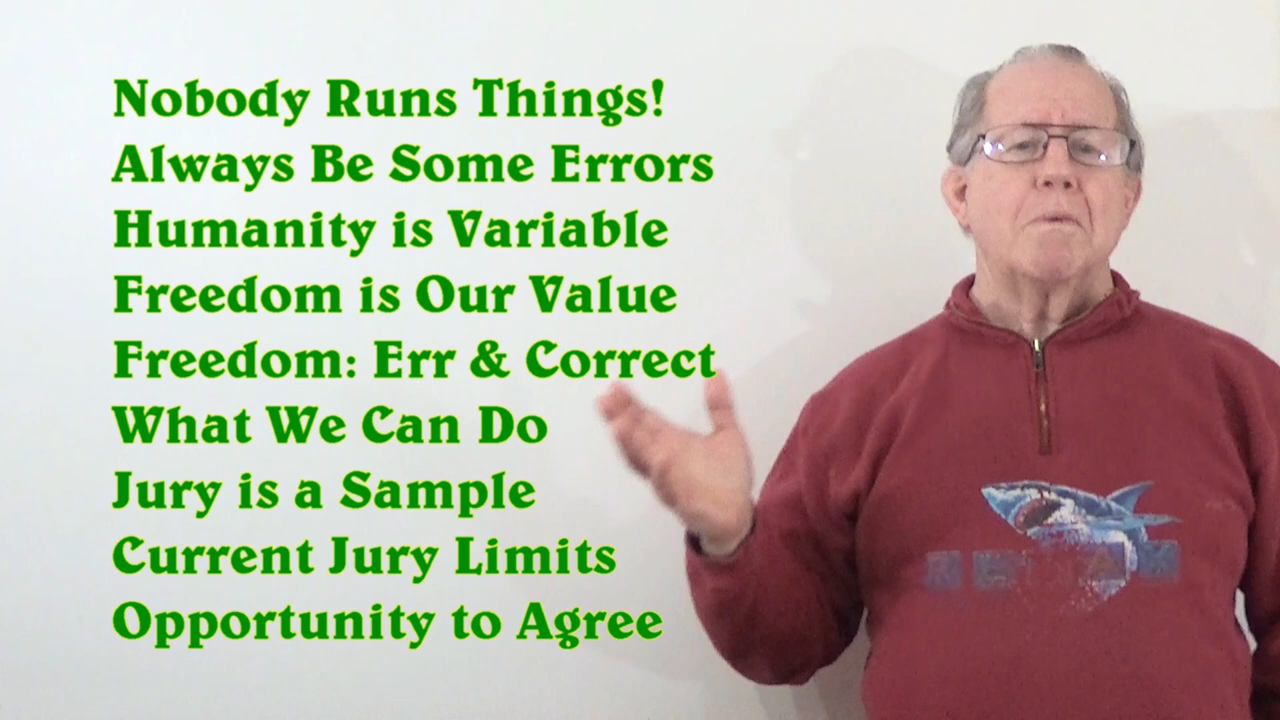 Nobody Runs Things!
Always Be Some Errors
Humanity is Variable
Freedom is Our Value
Freedom: Err & Correct
What We Can Do
Jury is a Sample
Current Jury Limits
Opportunity to Agree